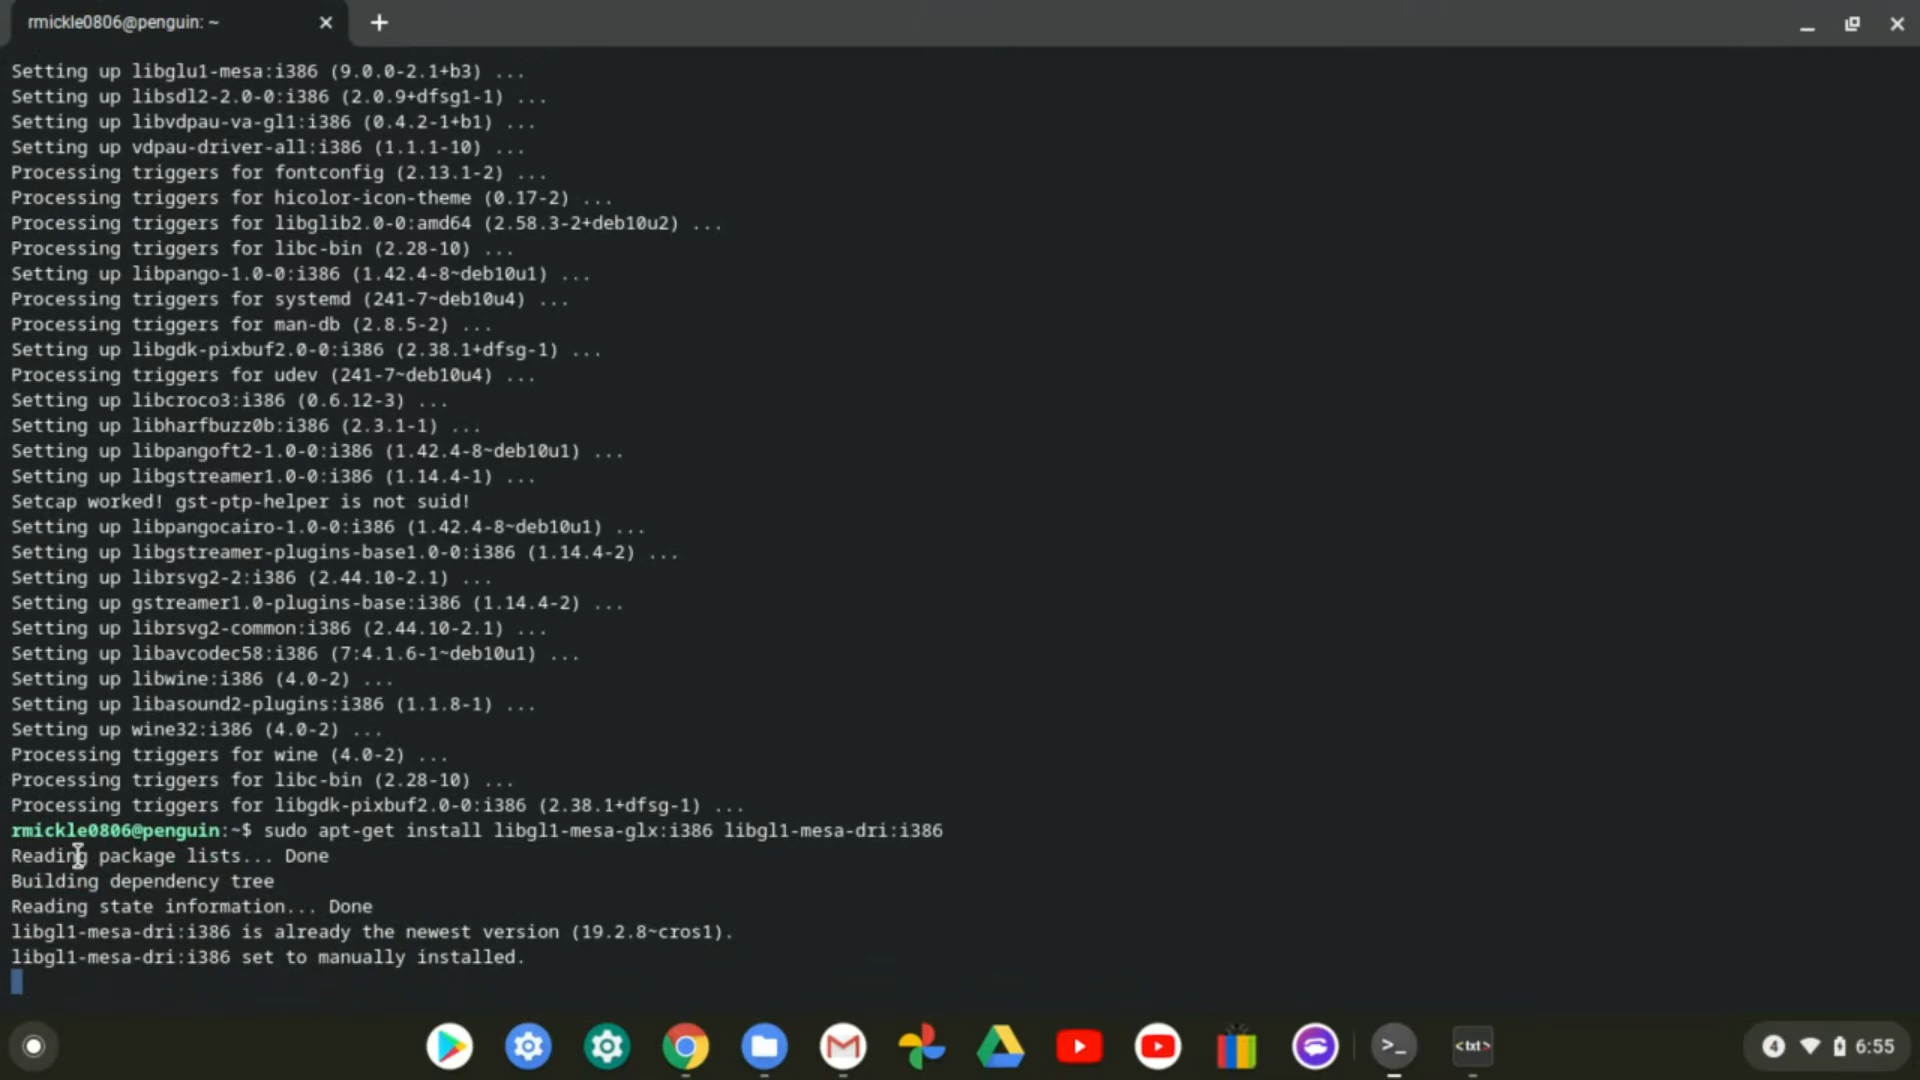 rmickle0806@penguin: ~
Setting up libglu1-mesa:i386 (9.0.0-2.1+b3) ...
Setting up libsdl2-2.0-0:i386 (2.0.9+dfsg1-1) ...
Setting up libvdpau-va-gl1:i386 (0.4.2-1+b1) ...
Setting up vdpau-driver-all:i386 (1.1.1-10) ...
Processing triggers for fontconfig (2.13.1-2) ...
Processing triggers for hicolor-icon-theme (0.17-2) ...
Processing triggers for libglib2.0-0:amd64 (2.58.3-2+deb10u2) ...
Processing triggers for libc-bin (2.28-10) ...
Setting up libpango-1.0-0:i386 (1.42.4-8~deb10u1) ...
Processing triggers for systemd (241-7~deb10u4) ...
Processing triggers for man-db (2.8.5-2) ...
Setting up libgdk-pixbuf2.0-0:i386 (2.38.1+dfsg-1) ...
Processing triggers for udev (241-7~deb10u4) ...
Setting up libcroco3:i386 (0.6.12-3) ...
Setting up libharfbuzz0b:i386 (2.3.1-1) ...
Setting up libpangoft2-1.0-0:i386 (1.42.4-8~deb10u1) ...
Setting up libgstreamer1.0-0:i386 (1.14.4-1) ...
Setcap worked! gst-ptp-helper is not suid!
Setting up libpangocairo-1.0-0:i386 (1.42.4-8~deb10u1) ...
Setting up libgstreamer-plugins-base1.0-0:i386 (1.14.4-2) ...
Setting up librsvg2-2:i386 (2.44.10-2.1) ...
Setting up gstreamer1.0-plugins-base:i386 (1.14.4-2) ...
Setting up librsvg2-common:i386 (2.44.10-2.1) ...
Setting up libavcodec58:i386 (7:4.1.6-1~deb10u1) ...
Setting up libwine:i386 (4.0-2) ...
Setting up libasound2-plugins:i386 (1.1.8-1) ...
Setting up wine32:i386 (4.0-2) ...
Processing triggers for wine (4.0-2) ...
Processing triggers for libc-bin (2.28-10) ...
Processing triggers for libgdk-pixbuf2.0-0:i386 (2.38.1+dfsg-1) ...
rmickle0806@penguin:~$ sudo apt-get install libgl1-mesa-glx:i386 libgl1-mesa-dri:i386
Reading package lists... Done
Building dependency tree
Reading state information... Done
libgl1-mesa-dri:i386 is already the newest version (19.2.8~cros1).
libgl1-mesa-dri:i386 set to manually installed.
>_ <txt> 4 6:55